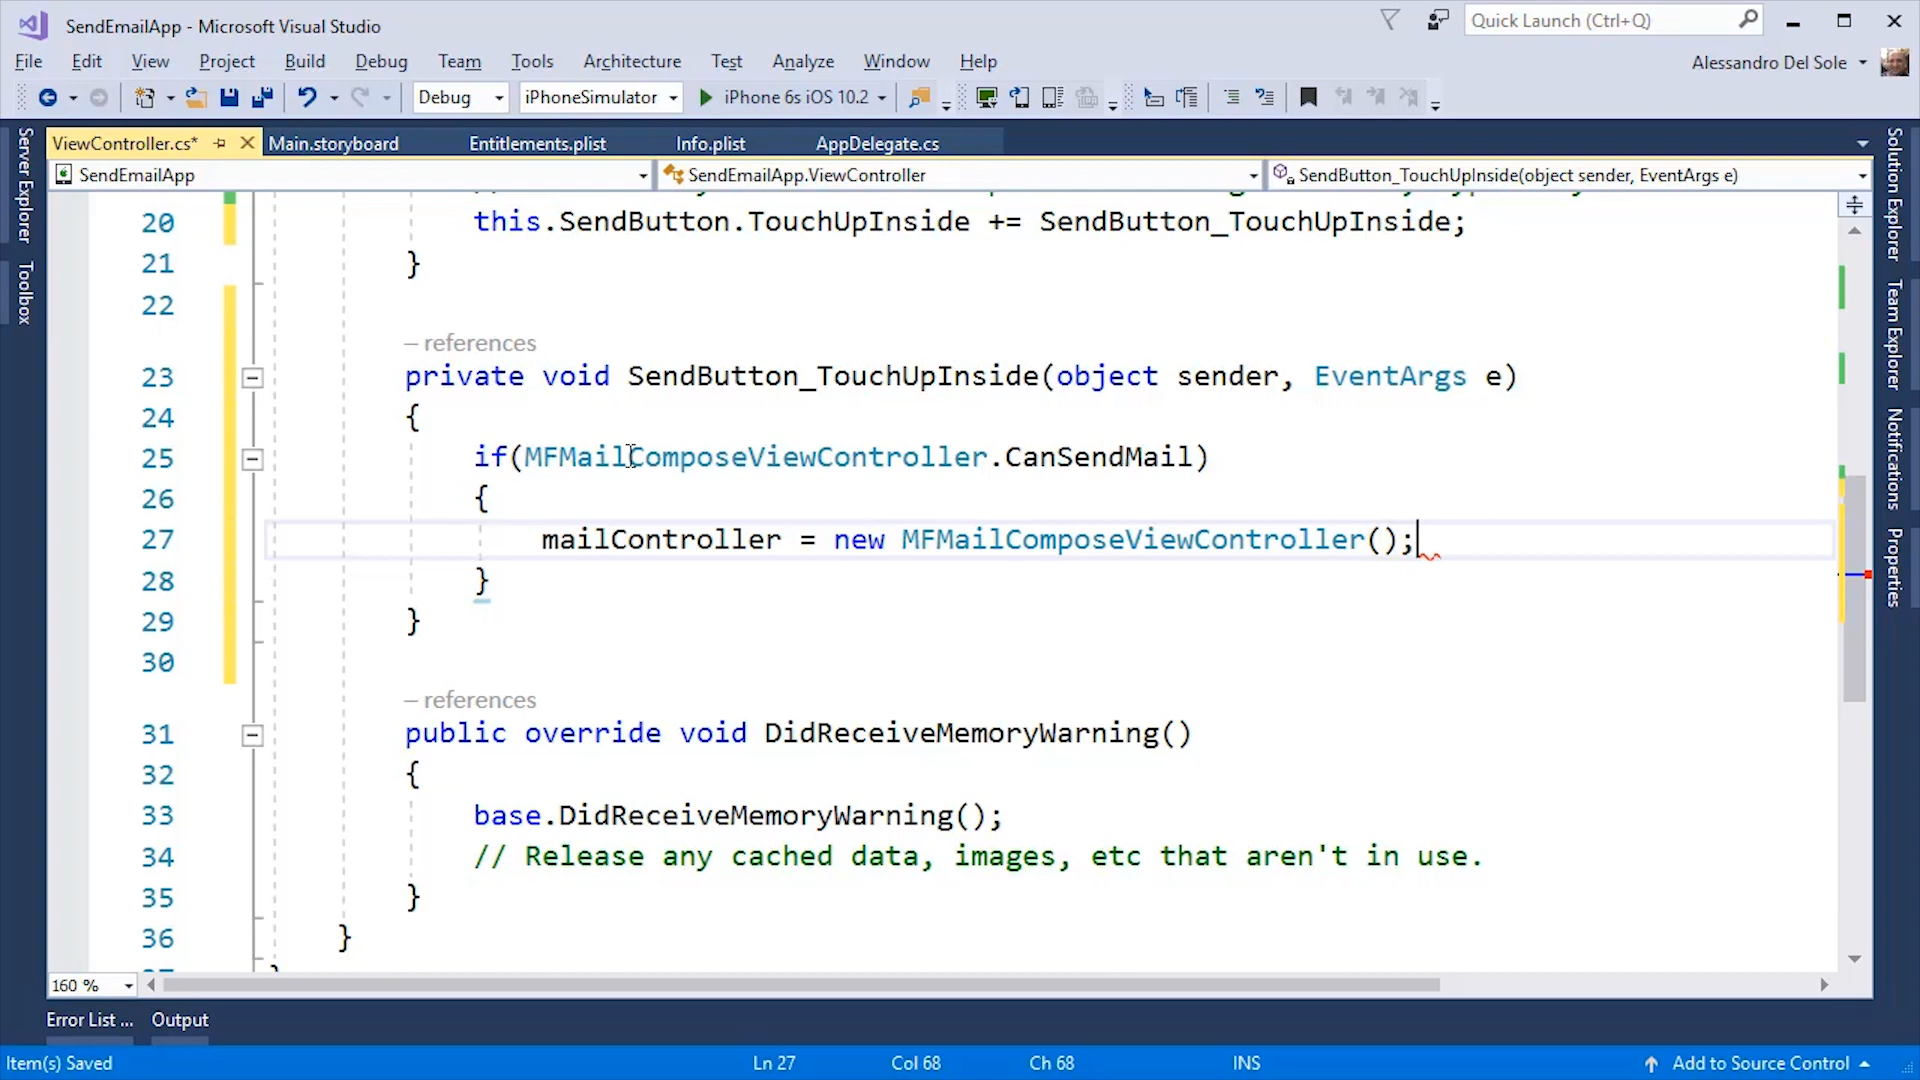 SendEmailApp - Microsoft Visual Studio
Quick Launch (Ctrl+Q)
File Edit View Project Build Debug Team Tools Architecture Test Analyze Window Help
Alessandro Del Sole
Debug iPhoneSimulator iPhone 6s iOS 10.2
ViewController.cs* Main.storyboard Entitlements.plist Info.plist AppDelegate.cs
SendEmailApp SendEmailApp.ViewController SendButton_TouchUpInside(object sender, EventArgs e)
Server Explorer
Toolbox
20 this.SendButton.TouchUpInside += SendButton_TouchUpInside;
21 }
22
– references
23 private void SendButton_TouchUpInside(object sender, EventArgs e)
24 {
25 if(MFMailComposeViewController.CanSendMail)
26 {
27 mailController = new MFMailComposeViewController();
28 }
29 }
30
– references
31 public override void DidReceiveMemoryWarning()
32 {
33 base.DidReceiveMemoryWarning();
34 // Release any cached data, images, etc that aren't in use.
35 }
36 }
160 %
Solution Explorer
Team Explorer
Notifications
Properties
Error List ... Output
Item(s) Saved Ln 27 Col 68 Ch 68 INS Add to Source Control